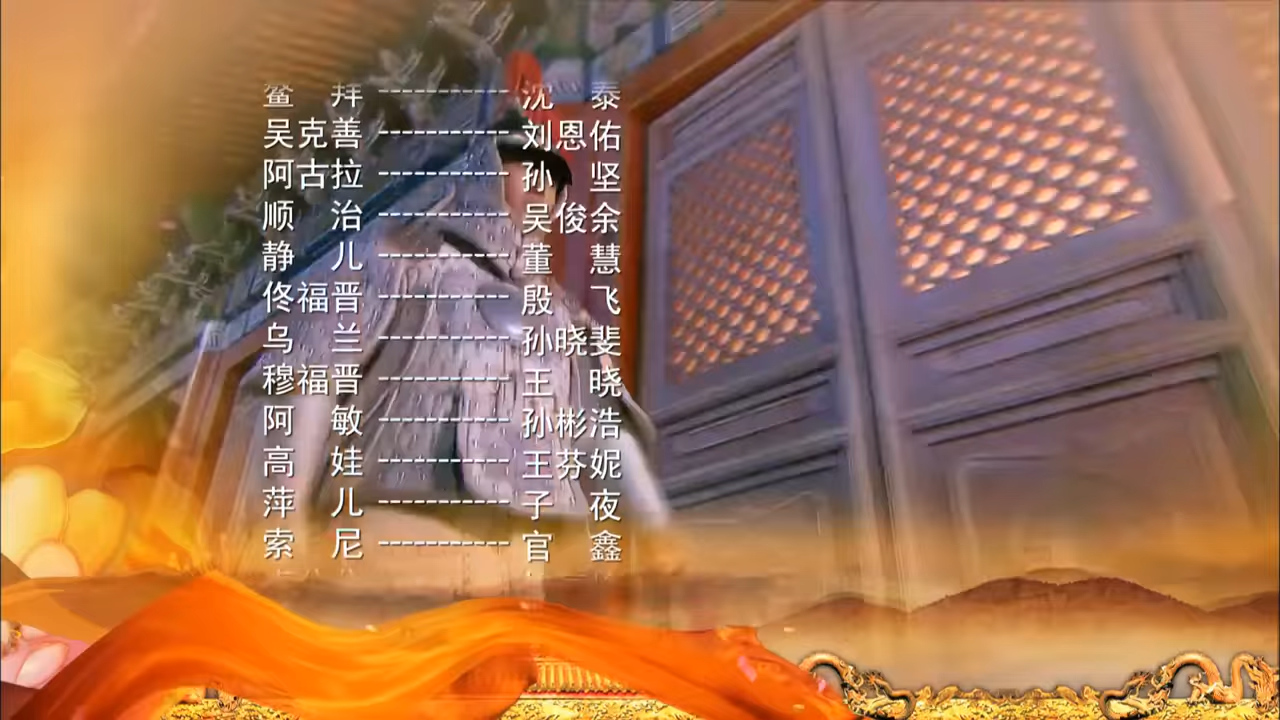 鳌 拜 ----------- 沈 泰
吴克善 ----------- 刘恩佑
阿古拉 ----------- 孙 坚
顺 治 ----------- 吴俊余
静 儿 ----------- 董 慧
佟福晋 ----------- 殷 飞
乌 兰 ----------- 孙晓斐
穆福晋 ----------- 王 晓
阿 敏 ----------- 孙彬浩
高 娃 ----------- 王芬妮
萍 儿 ----------- 子 夜
索 尼 ----------- 官 鑫